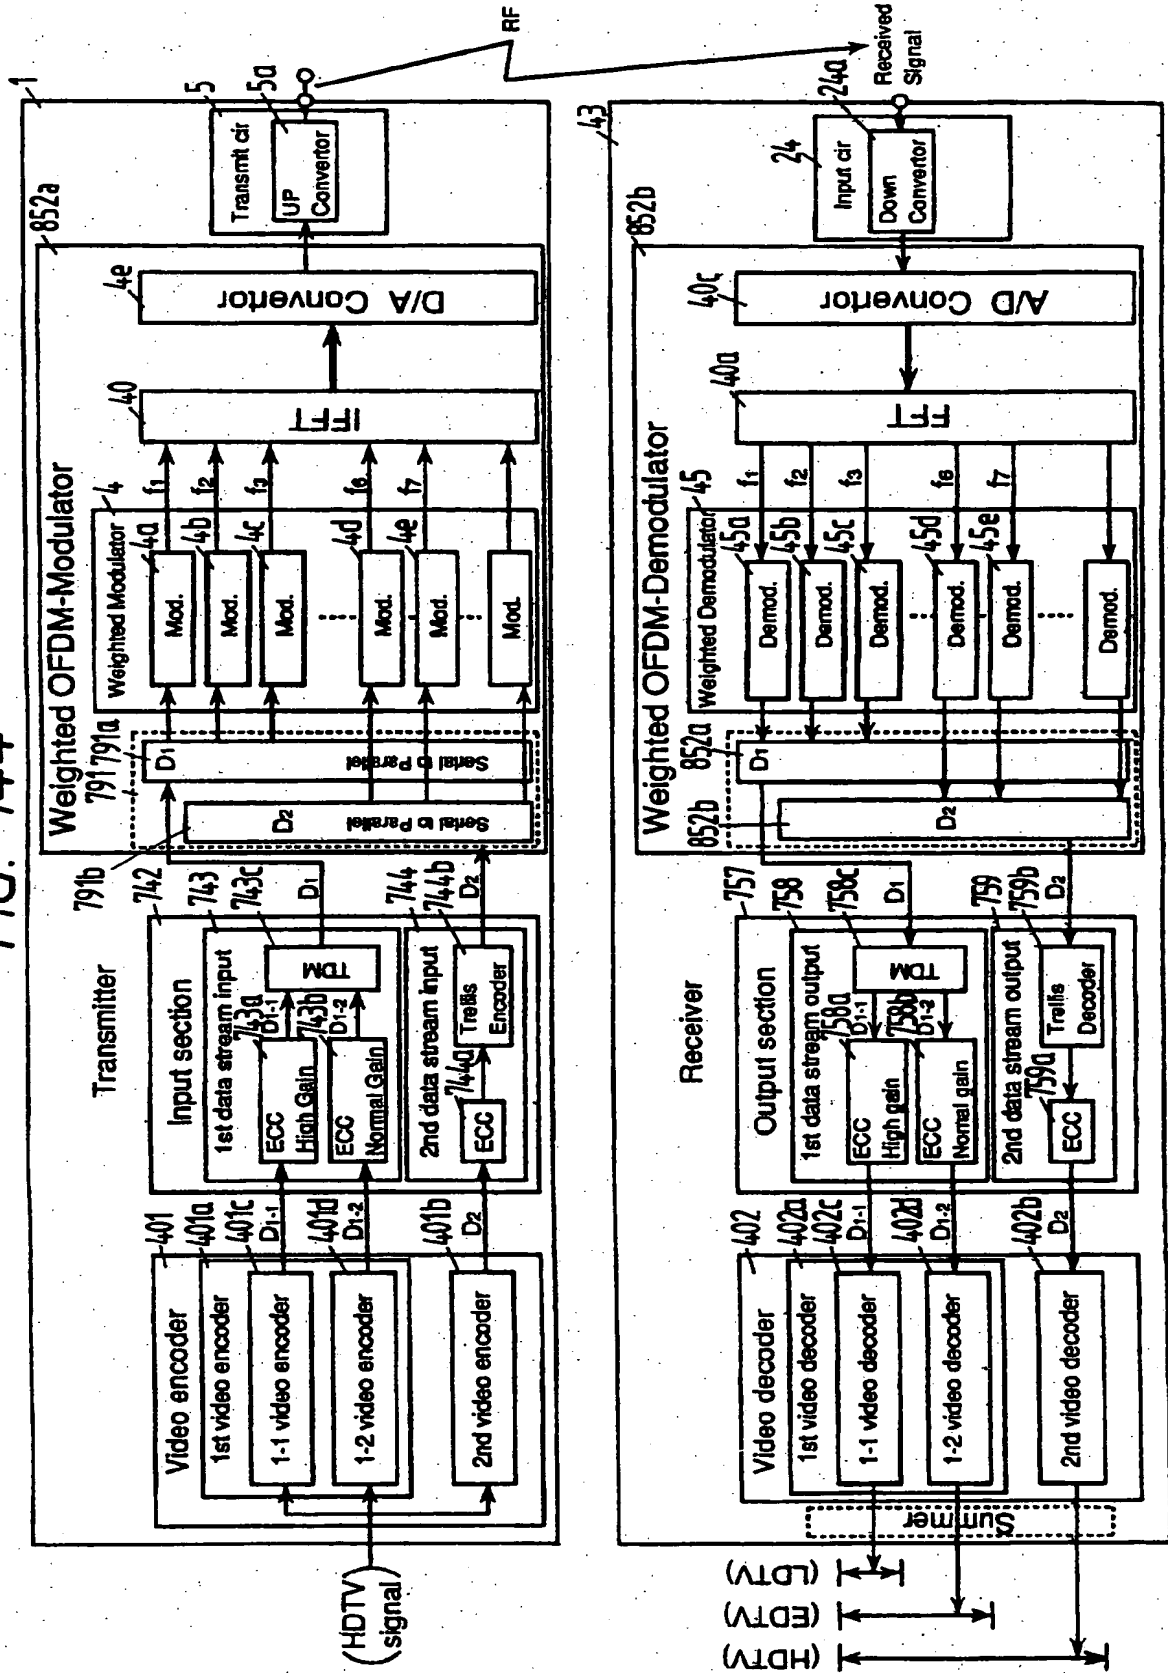 FIG. 144
Transmitter
1
Video encoder
401
1st video encoder
401a
1-1 video encoder
401c
D1-1
1-2 video encoder
401d
D1-2
2nd video encoder
401b
D2
(HDTV signal)
Input section
742
1st data stream input
743
ECC High Gain
743a
D1-1
ECC Normal Gain
743b
D1-2
TDM
743c
D1
2nd data stream input
744
ECC
744a
Trellis Encoder
744b
D2
Weighted OFDM-Modulator
852a
791
791a
D1
Serial to Parallel
791b
D2
Serial to Parallel
Weighted Modulator
4
Mod.
4a
f1
Mod.
4b
f2
Mod.
4c
f3
Mod.
4d
f6
Mod.
4e
f7
Mod.
IFFT
40
D/A Convertor
4e
Transmit cir
5
UP Convertor
5a
RF
Receiver
43
Received Signal
Input cir
24
Down Convertor
24a
Weighted OFDM-Demodulator
852b
A/D Convertor
40c
FFT
40a
Weighted Demodulator
45
f1
Demod.
45a
f2
Demod.
45b
f3
Demod.
45c
f6
Demod.
45d
f7
Demod.
45e
Demod.
852a
D1
852b
D2
Output section
757
1st data stream output
758
TDM
758c
D1
ECC High gain
758a
D1-1
ECC Normal gain
758b
D1-2
2nd data stream output
759
Trellis Decoder
759b
D2
ECC
759a
Video decoder
402
1st video decoder
402a
1-1 video decoder
402c
D1-1
1-2 video decoder
402d
D1-2
2nd video decoder
402b
D2
Summer
(LDTV)
(EDTV)
(HDTV)